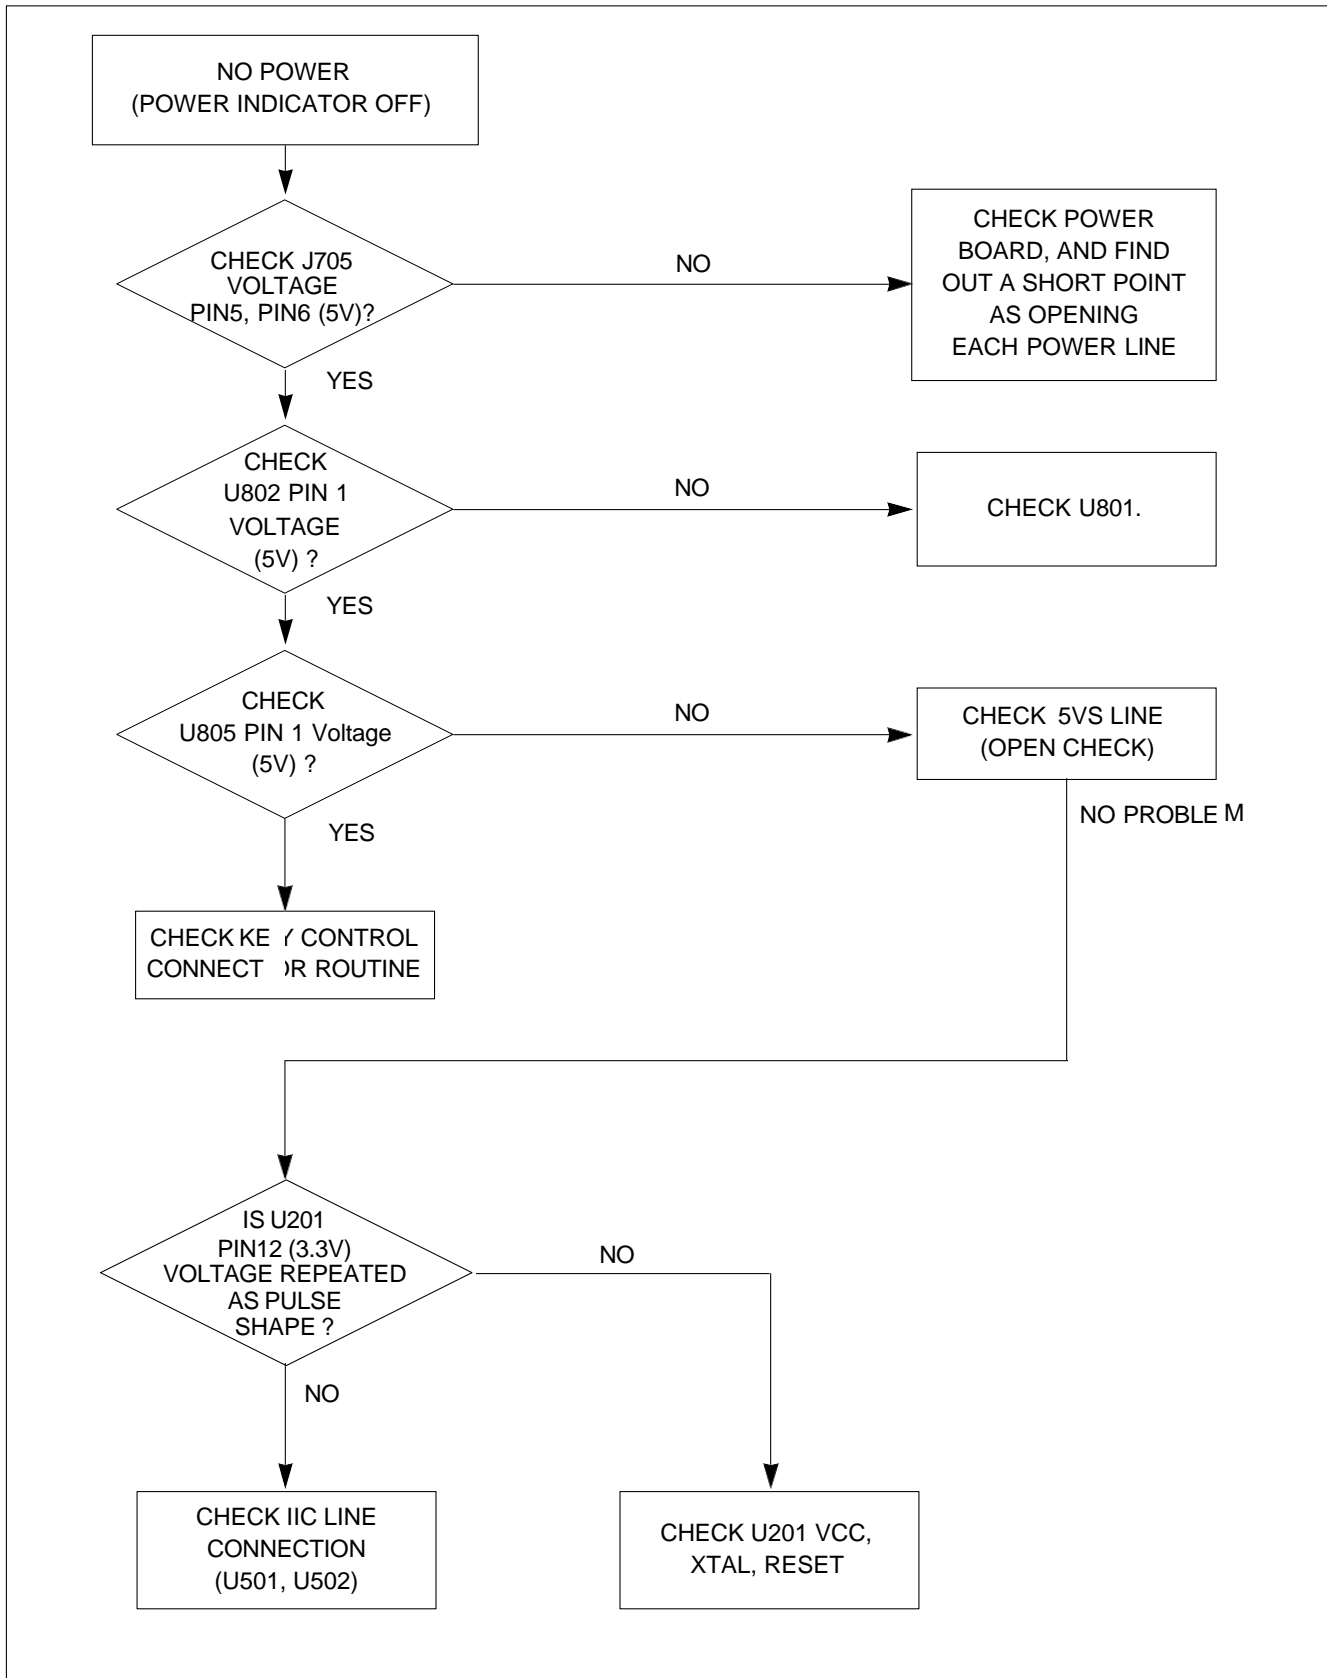 NO POWER
(POWER INDICATOR OFF)
CHECK J705
VOLTAGE
PIN5, PIN6 (5V)?
NO
CHECK POWER
BOARD, AND FIND
OUT A SHORT POINT
AS OPENING
EACH POWER LINE
YES
CHECK
U802 PIN 1
VOLTAGE
(5V) ?
NO
CHECK U801.
YES
CHECK
U805 PIN 1 Voltage
(5V) ?
NO
CHECK 5VS LINE
(OPEN CHECK)
YES
NO PROBLE M
CHECK KE Y CONTROL
CONNECT OR ROUTINE
IS U201
PIN12 (3.3V)
VOLTAGE REPEATED
AS PULSE
SHAPE ?
NO
NO
CHECK IIC LINE
CONNECTION
(U501, U502)
CHECK U201 VCC,
XTAL, RESET